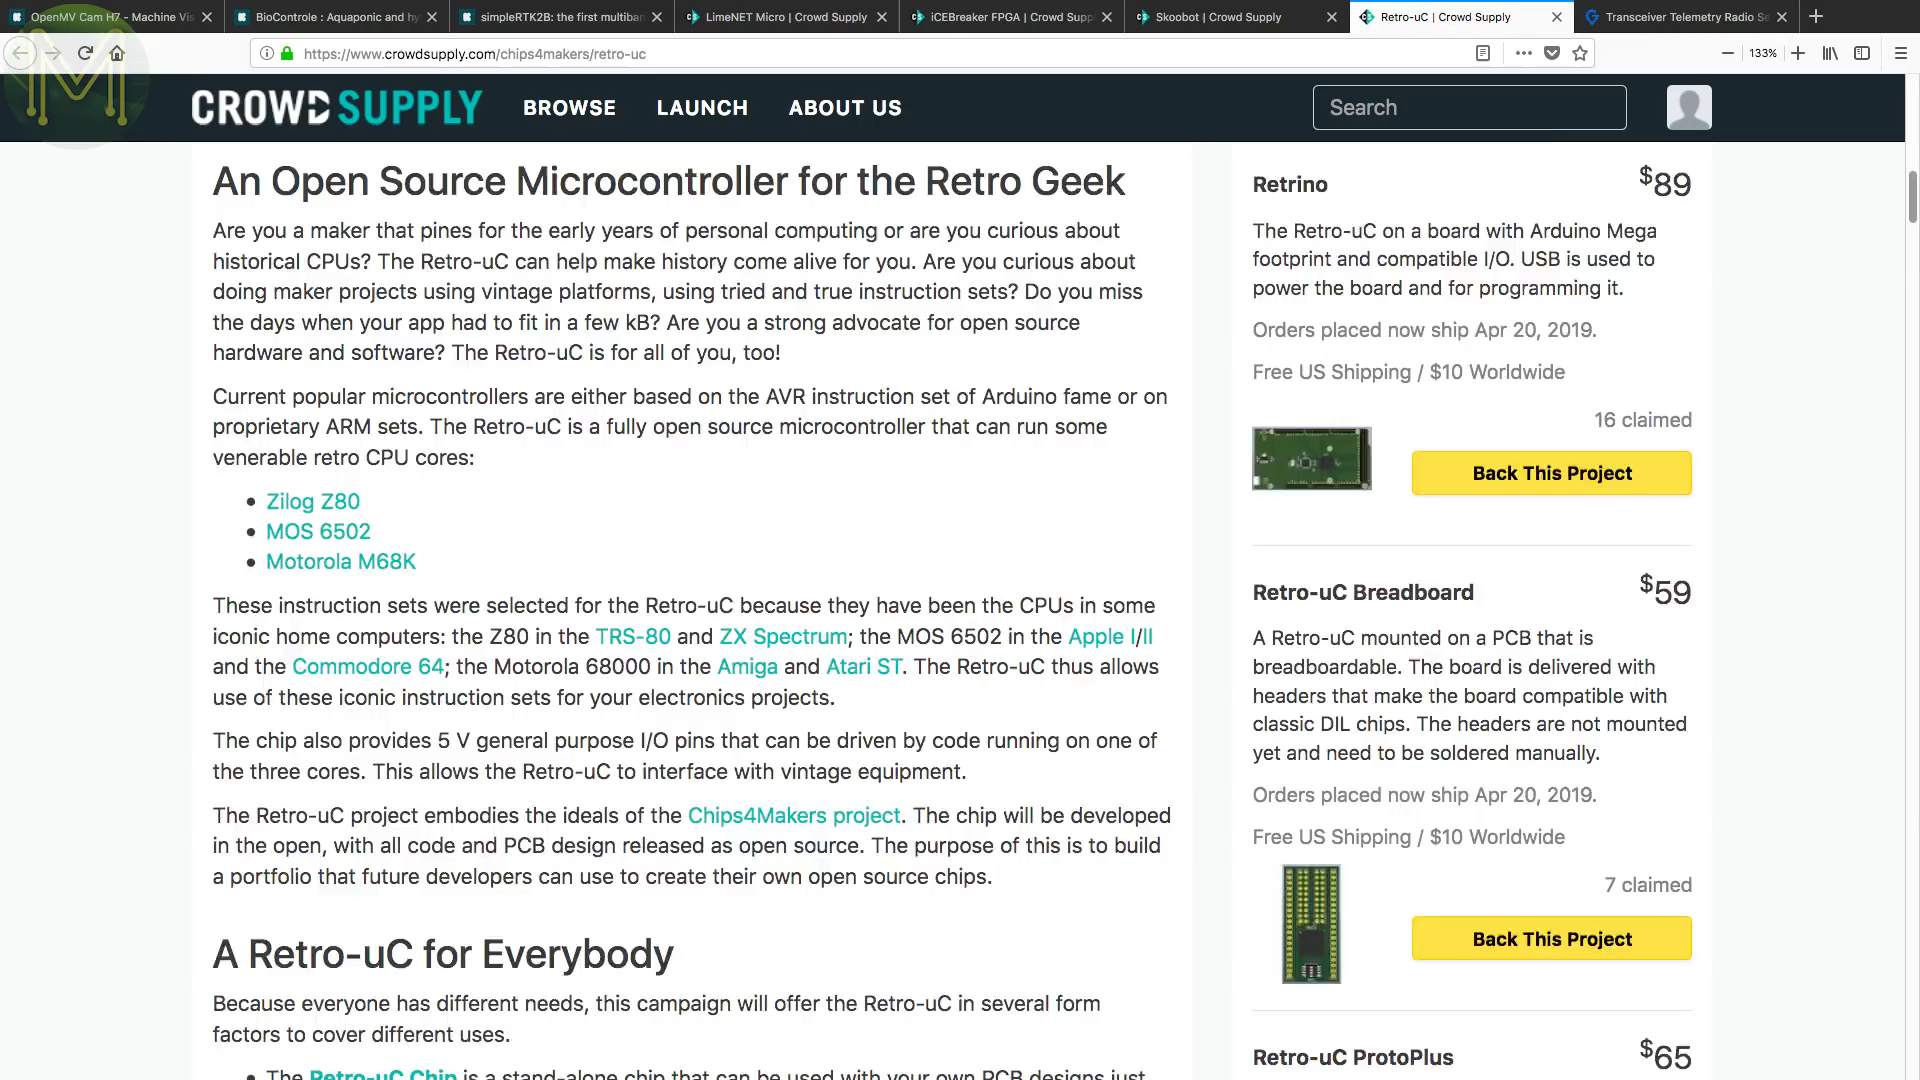 OpenMV Cam H7 - Machine Vis
BioControle : Aquaponic and hy
simpleRTK2B: the first multiban
LimeNET Micro | Crowd Supply
iCEBreaker FPGA | Crowd Supp
Skoobot | Crowd Supply
Retro-uC | Crowd Supply
Transceiver Telemetry Radio Se
https://www.crowdsupply.com/chips4makers/retro-uc
133%
CROWD SUPPLY
BROWSE
LAUNCH
ABOUT US
Search
An Open Source Microcontroller for the Retro Geek
Are you a maker that pines for the early years of personal computing or are you curious about
historical CPUs? The Retro-uC can help make history come alive for you. Are you curious about
doing maker projects using vintage platforms, using tried and true instruction sets? Do you miss
the days when your app had to fit in a few kB? Are you a strong advocate for open source
hardware and software? The Retro-uC is for all of you, too!
Current popular microcontrollers are either based on the AVR instruction set of Arduino fame or on
proprietary ARM sets. The Retro-uC is a fully open source microcontroller that can run some
venerable retro CPU cores:
• Zilog Z80
• MOS 6502
• Motorola M68K
These instruction sets were selected for the Retro-uC because they have been the CPUs in some
iconic home computers: the Z80 in the TRS-80 and ZX Spectrum; the MOS 6502 in the Apple I/II
and the Commodore 64; the Motorola 68000 in the Amiga and Atari ST. The Retro-uC thus allows
use of these iconic instruction sets for your electronics projects.
The chip also provides 5 V general purpose I/O pins that can be driven by code running on one of
the three cores. This allows the Retro-uC to interface with vintage equipment.
The Retro-uC project embodies the ideals of the Chips4Makers project. The chip will be developed
in the open, with all code and PCB design released as open source. The purpose of this is to build
a portfolio that future developers can use to create their own open source chips.
A Retro-uC for Everybody
Because everyone has different needs, this campaign will offer the Retro-uC in several form
factors to cover different uses.
• The Retro-uC Chip is a stand-alone chip that can be used with your own PCB designs just
Retrino
$89
The Retro-uC on a board with Arduino Mega
footprint and compatible I/O. USB is used to
power the board and for programming it.
Orders placed now ship Apr 20, 2019.
Free US Shipping / $10 Worldwide
16 claimed
Back This Project
Retro-uC Breadboard
$59
A Retro-uC mounted on a PCB that is
breadboardable. The board is delivered with
headers that make the board compatible with
classic DIL chips. The headers are not mounted
yet and need to be soldered manually.
Orders placed now ship Apr 20, 2019.
Free US Shipping / $10 Worldwide
7 claimed
Back This Project
Retro-uC ProtoPlus
$65